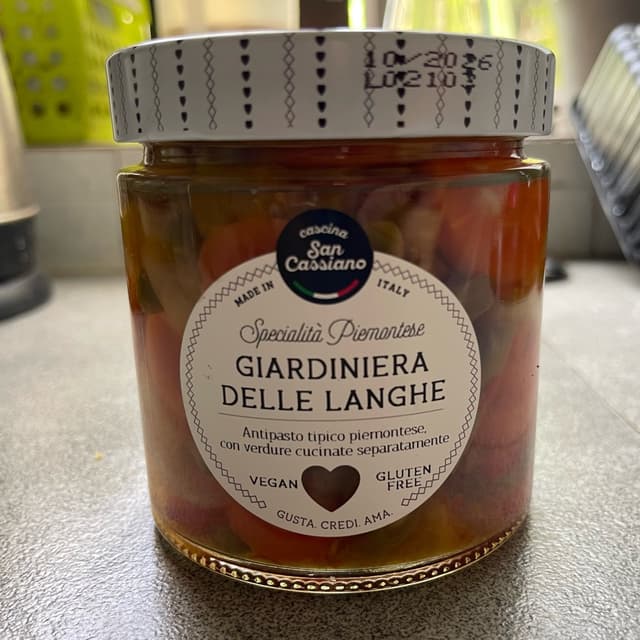 10/2026
L02103
cascina
San
Cassiano
MADE IN ITALY
Specialità Piemontese
GIARDINIERA
DELLE LANGHE
Antipasto tipico piemontese,
con verdure cucinate separatamente
VEGAN GLUTEN
FREE
GUSTA. CREDI. AMA.